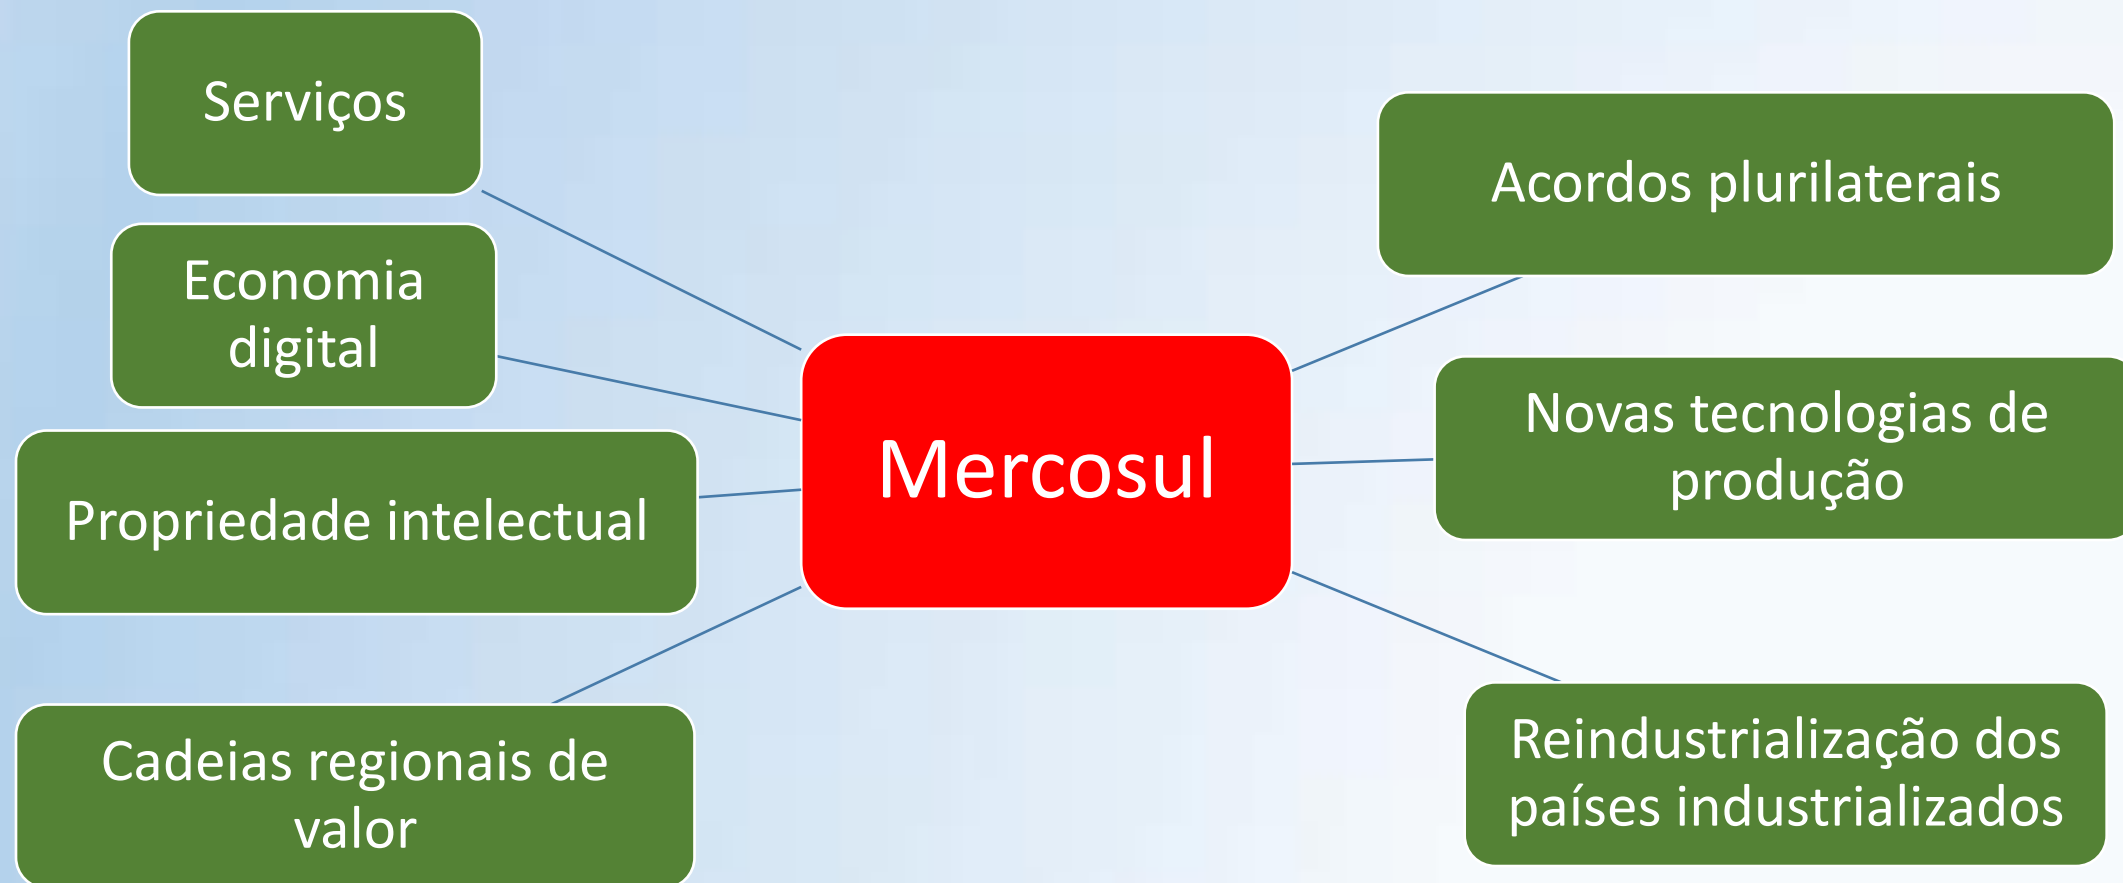 Serviços
Economia
digital
Propriedade intelectual
Cadeias regionais de
valor
Mercosul
Acordos plurilaterais
Novas tecnologias de
produção
Reindustrialização dos
países industrializados